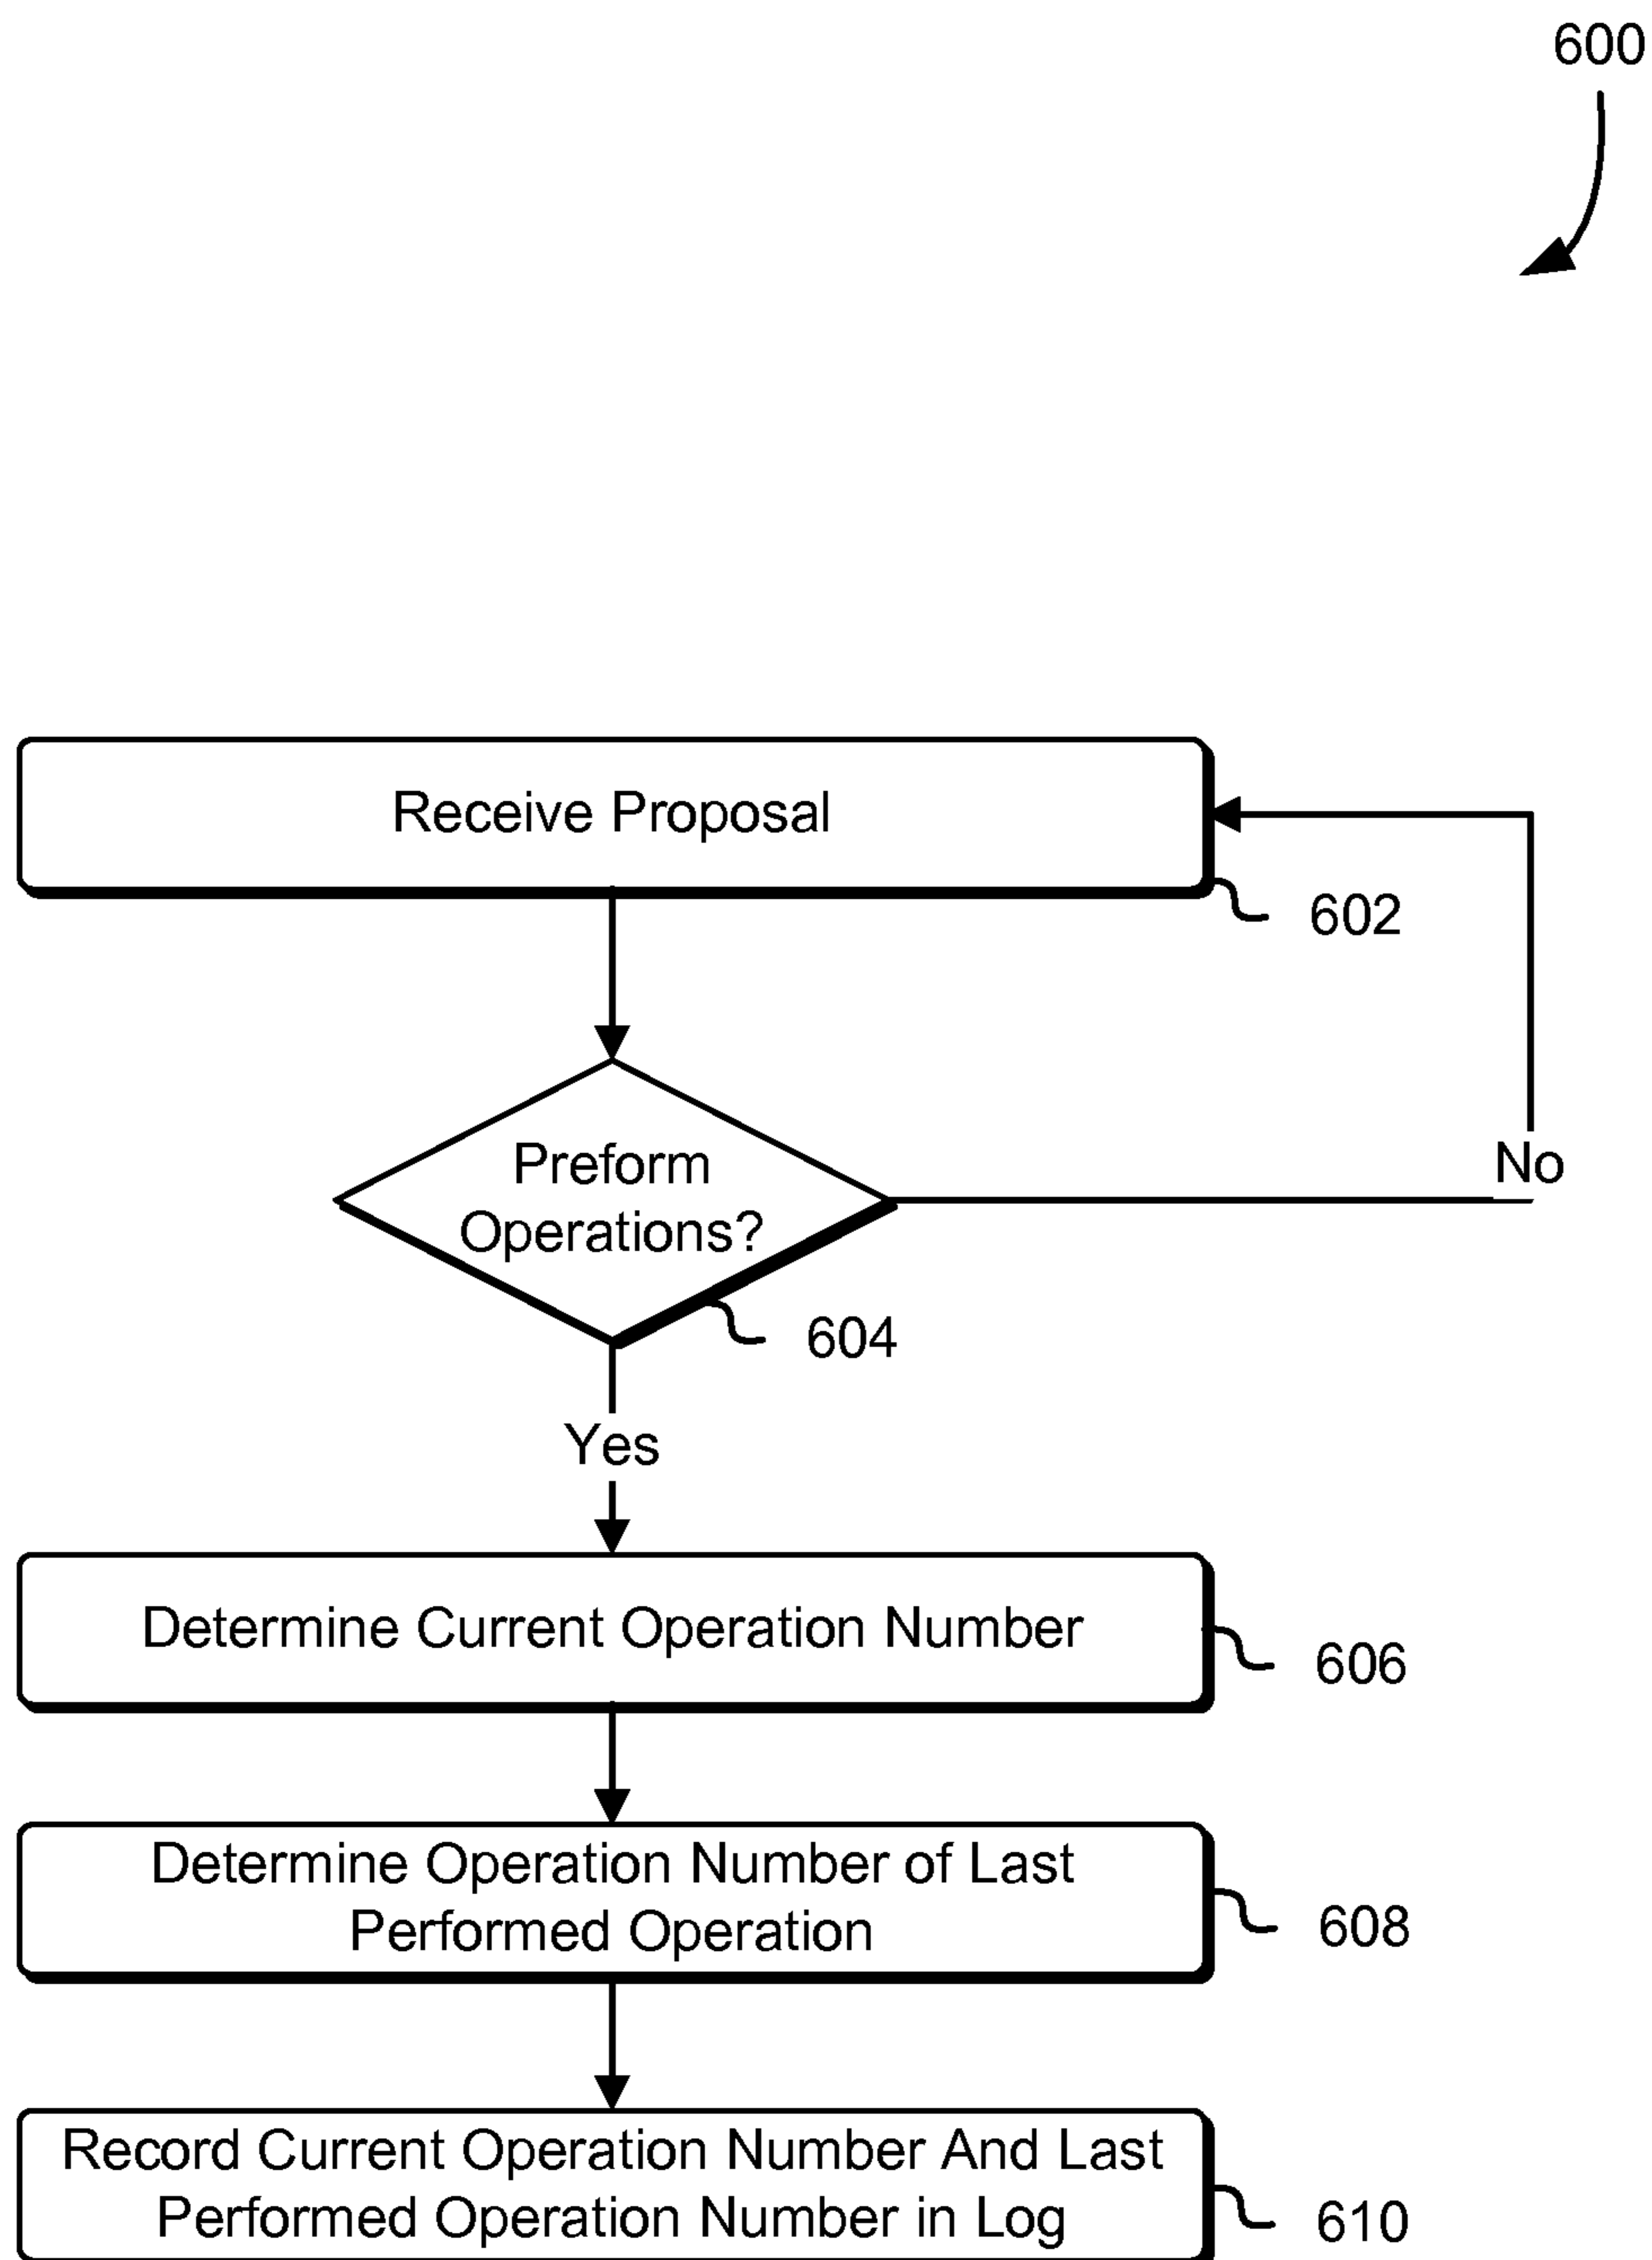 600
Receive Proposal
602
Preform
Operations?
No
604
Yes
Determine Current Operation Number
606
Determine Operation Number of Last
Performed Operation
608
Record Current Operation Number And Last
Performed Operation Number in Log
610